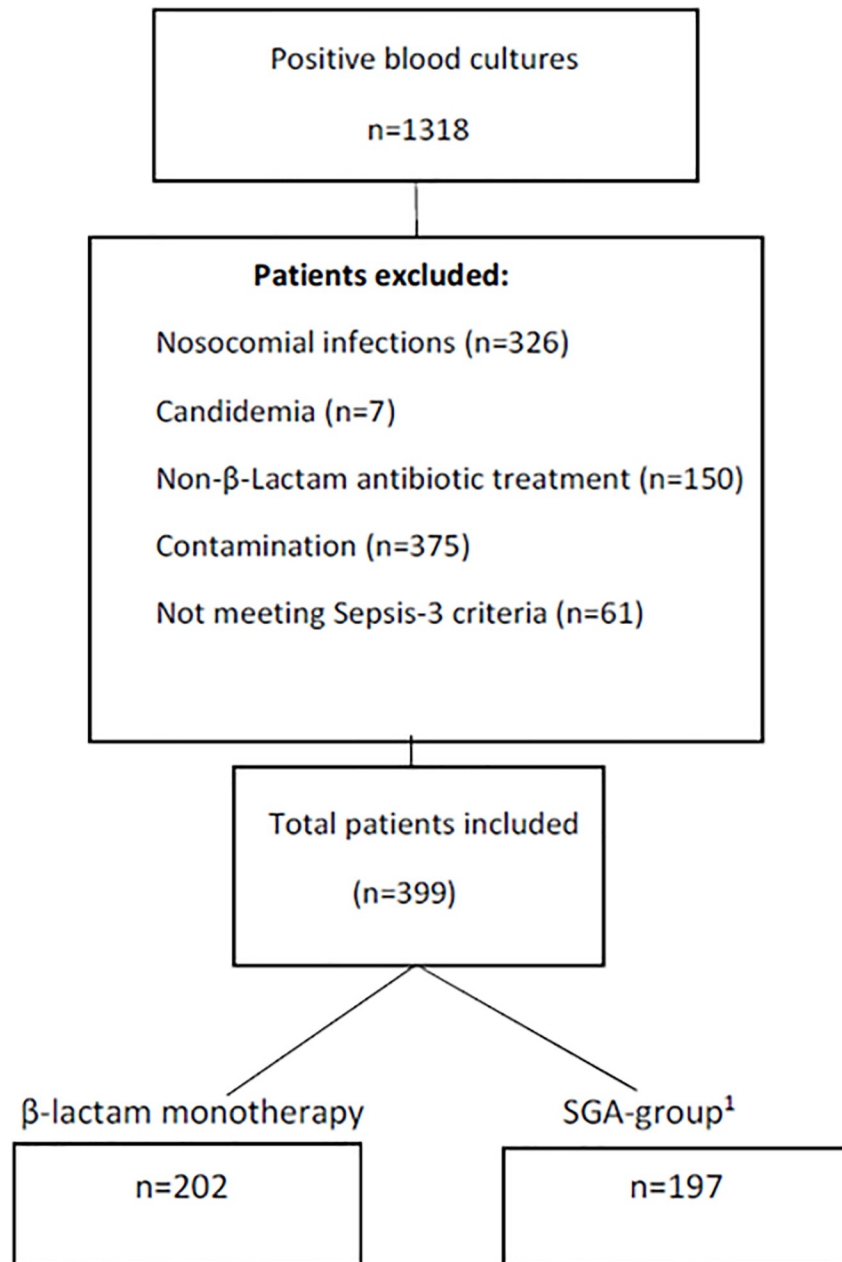 Positive blood cultures
n=1318
Patients excluded:
Nosocomial infections (n=326)
Candidemia (n=7)
Non-β-Lactam antibiotic treatment (n=150)
Contamination (n=375)
Not meeting Sepsis-3 criteria (n=61)
Total patients included
(n=399)
β-lactam monotherapy
SGA-group¹
n=202
n=197